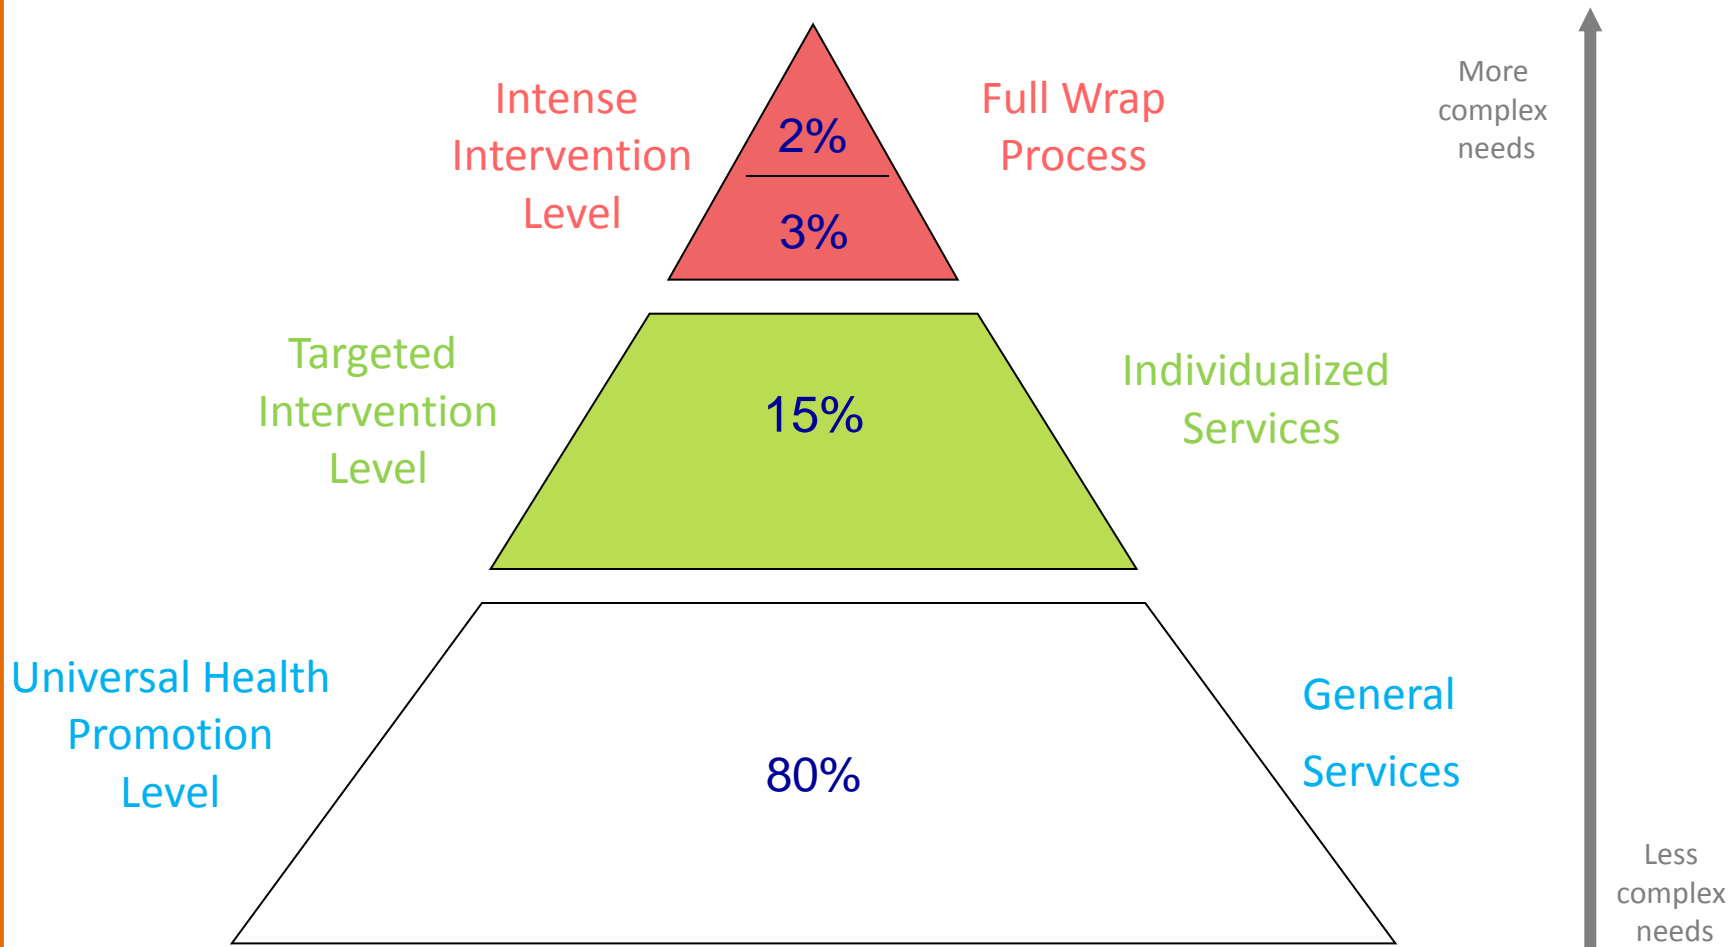 Intense
Intervention
Level
2%
3%
Full Wrap
Process
More
complex
needs
Targeted
Intervention
Level
15%
Individualized
Services
Universal Health
Promotion
Level
80%
General
Services
Less
complex
needs